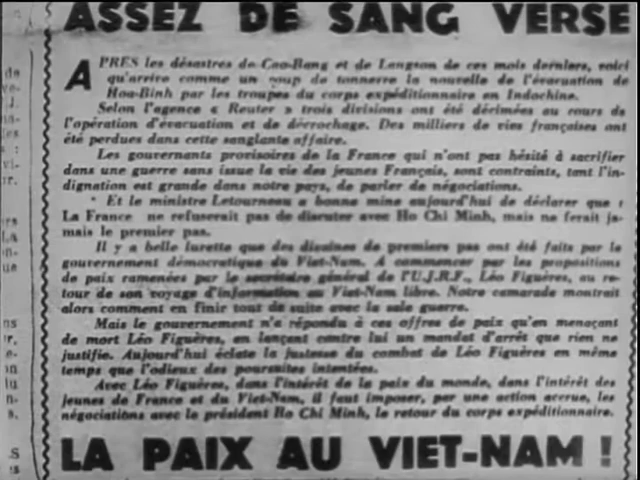 ASSEZ DE SANG VERSE
APRES les désastres de Cao-Bang et de Langson de ces mois derniers, voici
qu'arrive comme un coup de tonnerre la nouvelle de l'évacuation de
Hoa-Binh par les troupes du corps expéditionnaire en Indochine.
Selon l'agence « Reuter » trois divisions ont été décimées au cours de
l'opération d'évacuation et de décrochage. Des milliers de vies françaises ont
été perdues dans cette sanglante affaire.
Les gouvernants provisoires de la France qui n'ont pas hésité à sacrifier
dans une guerre sans issue la vie des jeunes Français, sont contraints, tant l'in-
dignation est grande dans notre pays, de parler de négociations.
Et le ministre Letourneau a bonne mine aujourd'hui de déclarer que :
La France ne refuserait pas de discuter avec Ho Chi Minh, mais ne ferait ja-
mais le premier pas.
Il y a belle lurette que des dizaines de premiers pas ont été faits par le
gouvernement démocratique du Viet-Nam. A commencer par les propositions
de paix ramenées par le secrétaire général de l'U.J.R.F., Léo Figuères, au re-
tour de son voyage d'information au Viet-Nam libre. Notre camarade montrait
alors comment en finir tout de suite avec la sale guerre.
Mais le gouvernement n'a répondu à ces offres de paix qu'en menaçant
de mort Léo Figuères, en lançant contre lui un mandat d'arrêt que rien ne
justifie. Aujourd'hui éclate la justesse du combat de Léo Figuères en même
temps que l'odieux des poursuites intentées.
Avec Léo Figuères, dans l'intérêt de la paix du monde, dans l'intérêt des
jeunes de France et du Viet-Nam, il faut imposer, par une action accrue, les
négociations avec le président Ho Chi Minh, le retour du corps expéditionnaire.
LA PAIX AU VIET-NAM !